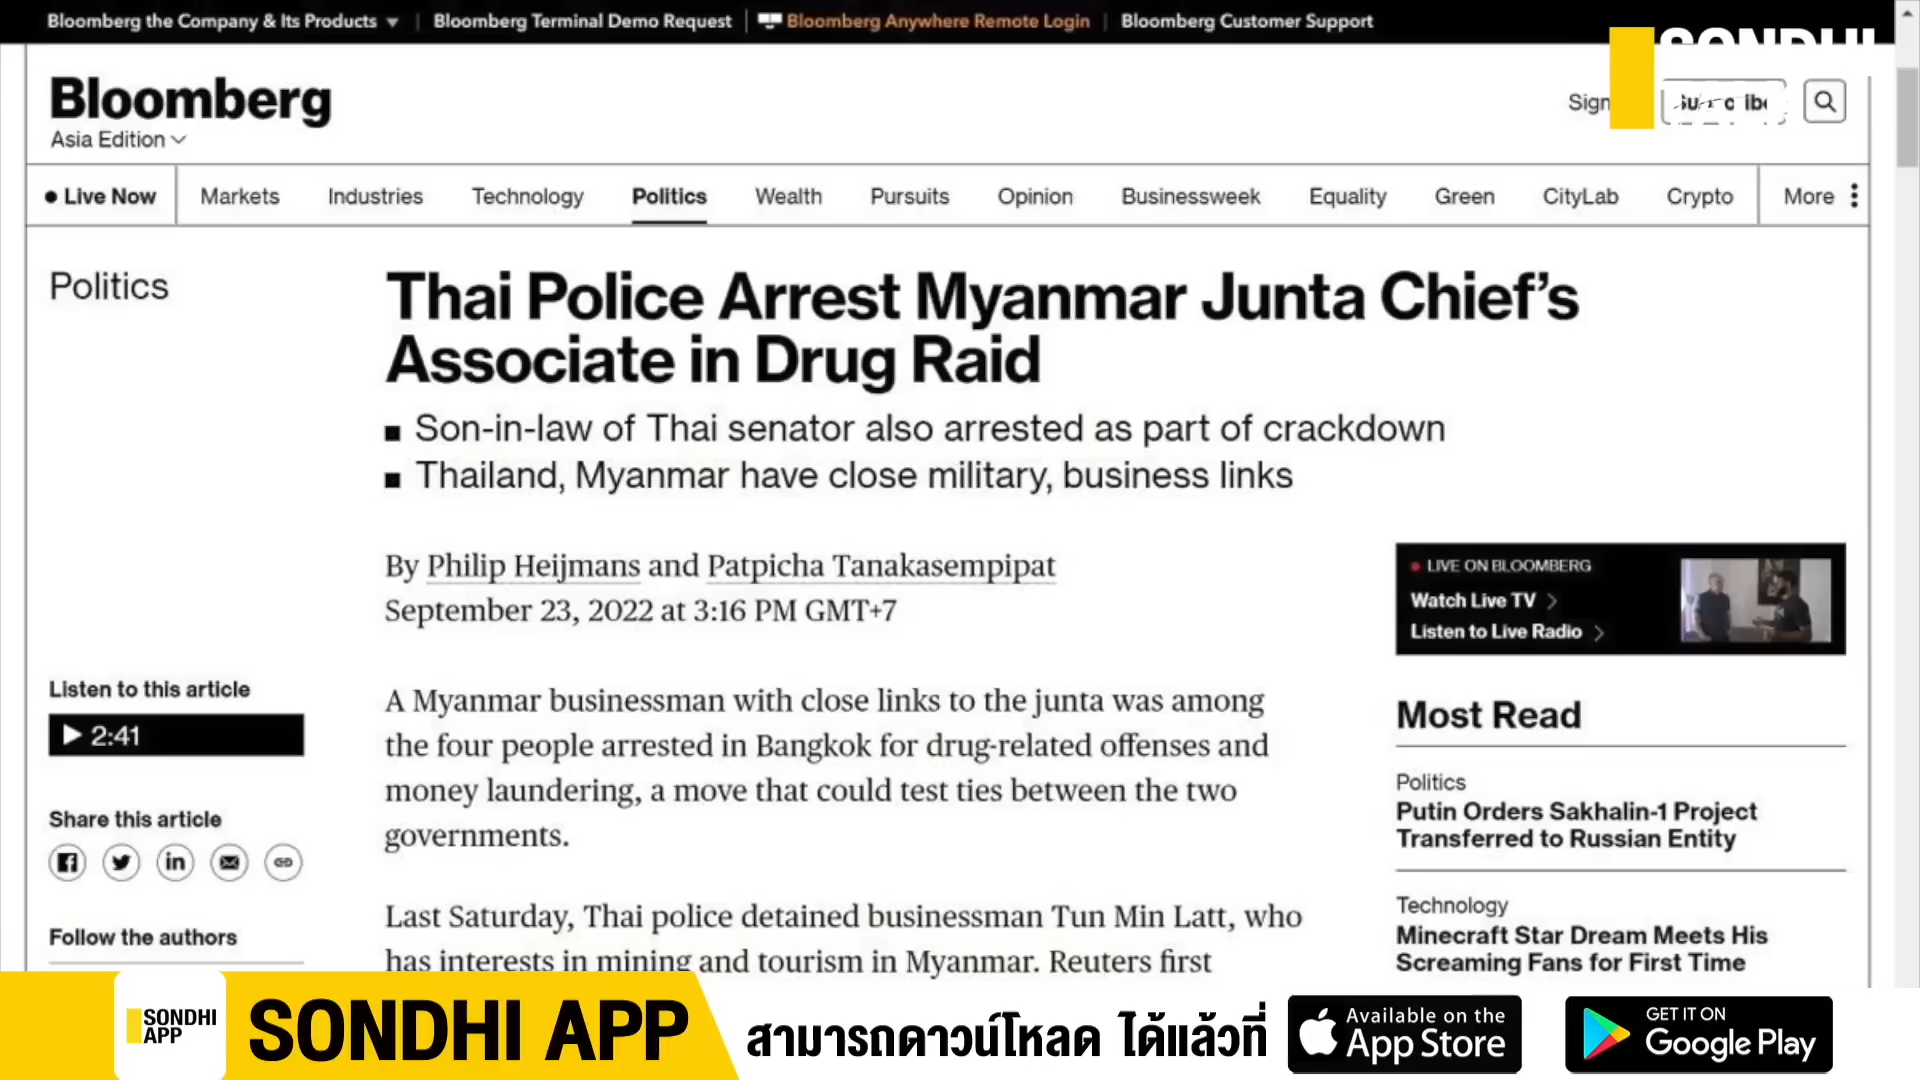 Bloomberg the Company & Its Products
Bloomberg Terminal Demo Request
Bloomberg Anywhere Remote Login
Bloomberg Customer Support
SONDHI
Bloomberg
Asia Edition
Sign
Live Now
Markets
Industries
Technology
Politics
Wealth
Pursuits
Opinion
Businessweek
Equality
Green
CityLab
Crypto
More
Politics
Thai Police Arrest Myanmar Junta Chief’s
Associate in Drug Raid
Son-in-law of Thai senator also arrested as part of crackdown
Thailand, Myanmar have close military, business links
By Philip Heijmans and Patpicha Tanakasempipat
September 23, 2022 at 3:16 PM GMT+7
Listen to this article
2:41
Share this article
Follow the authors
A Myanmar businessman with close links to the junta was among
the four people arrested in Bangkok for drug-related offenses and
money laundering, a move that could test ties between the two
governments.
Last Saturday, Thai police detained businessman Tun Min Latt, who
has interests in mining and tourism in Myanmar. Reuters first
LIVE ON BLOOMBERG
Watch Live TV
Listen to Live Radio
Most Read
Politics
Putin Orders Sakhalin-1 Project
Transferred to Russian Entity
Technology
Minecraft Star Dream Meets His
Screaming Fans for First Time
SONDHI
APP
SONDHI APP
สามารถดาวน์โหลด ได้แล้วที่
Available on the
App Store
GET IT ON
Google Play